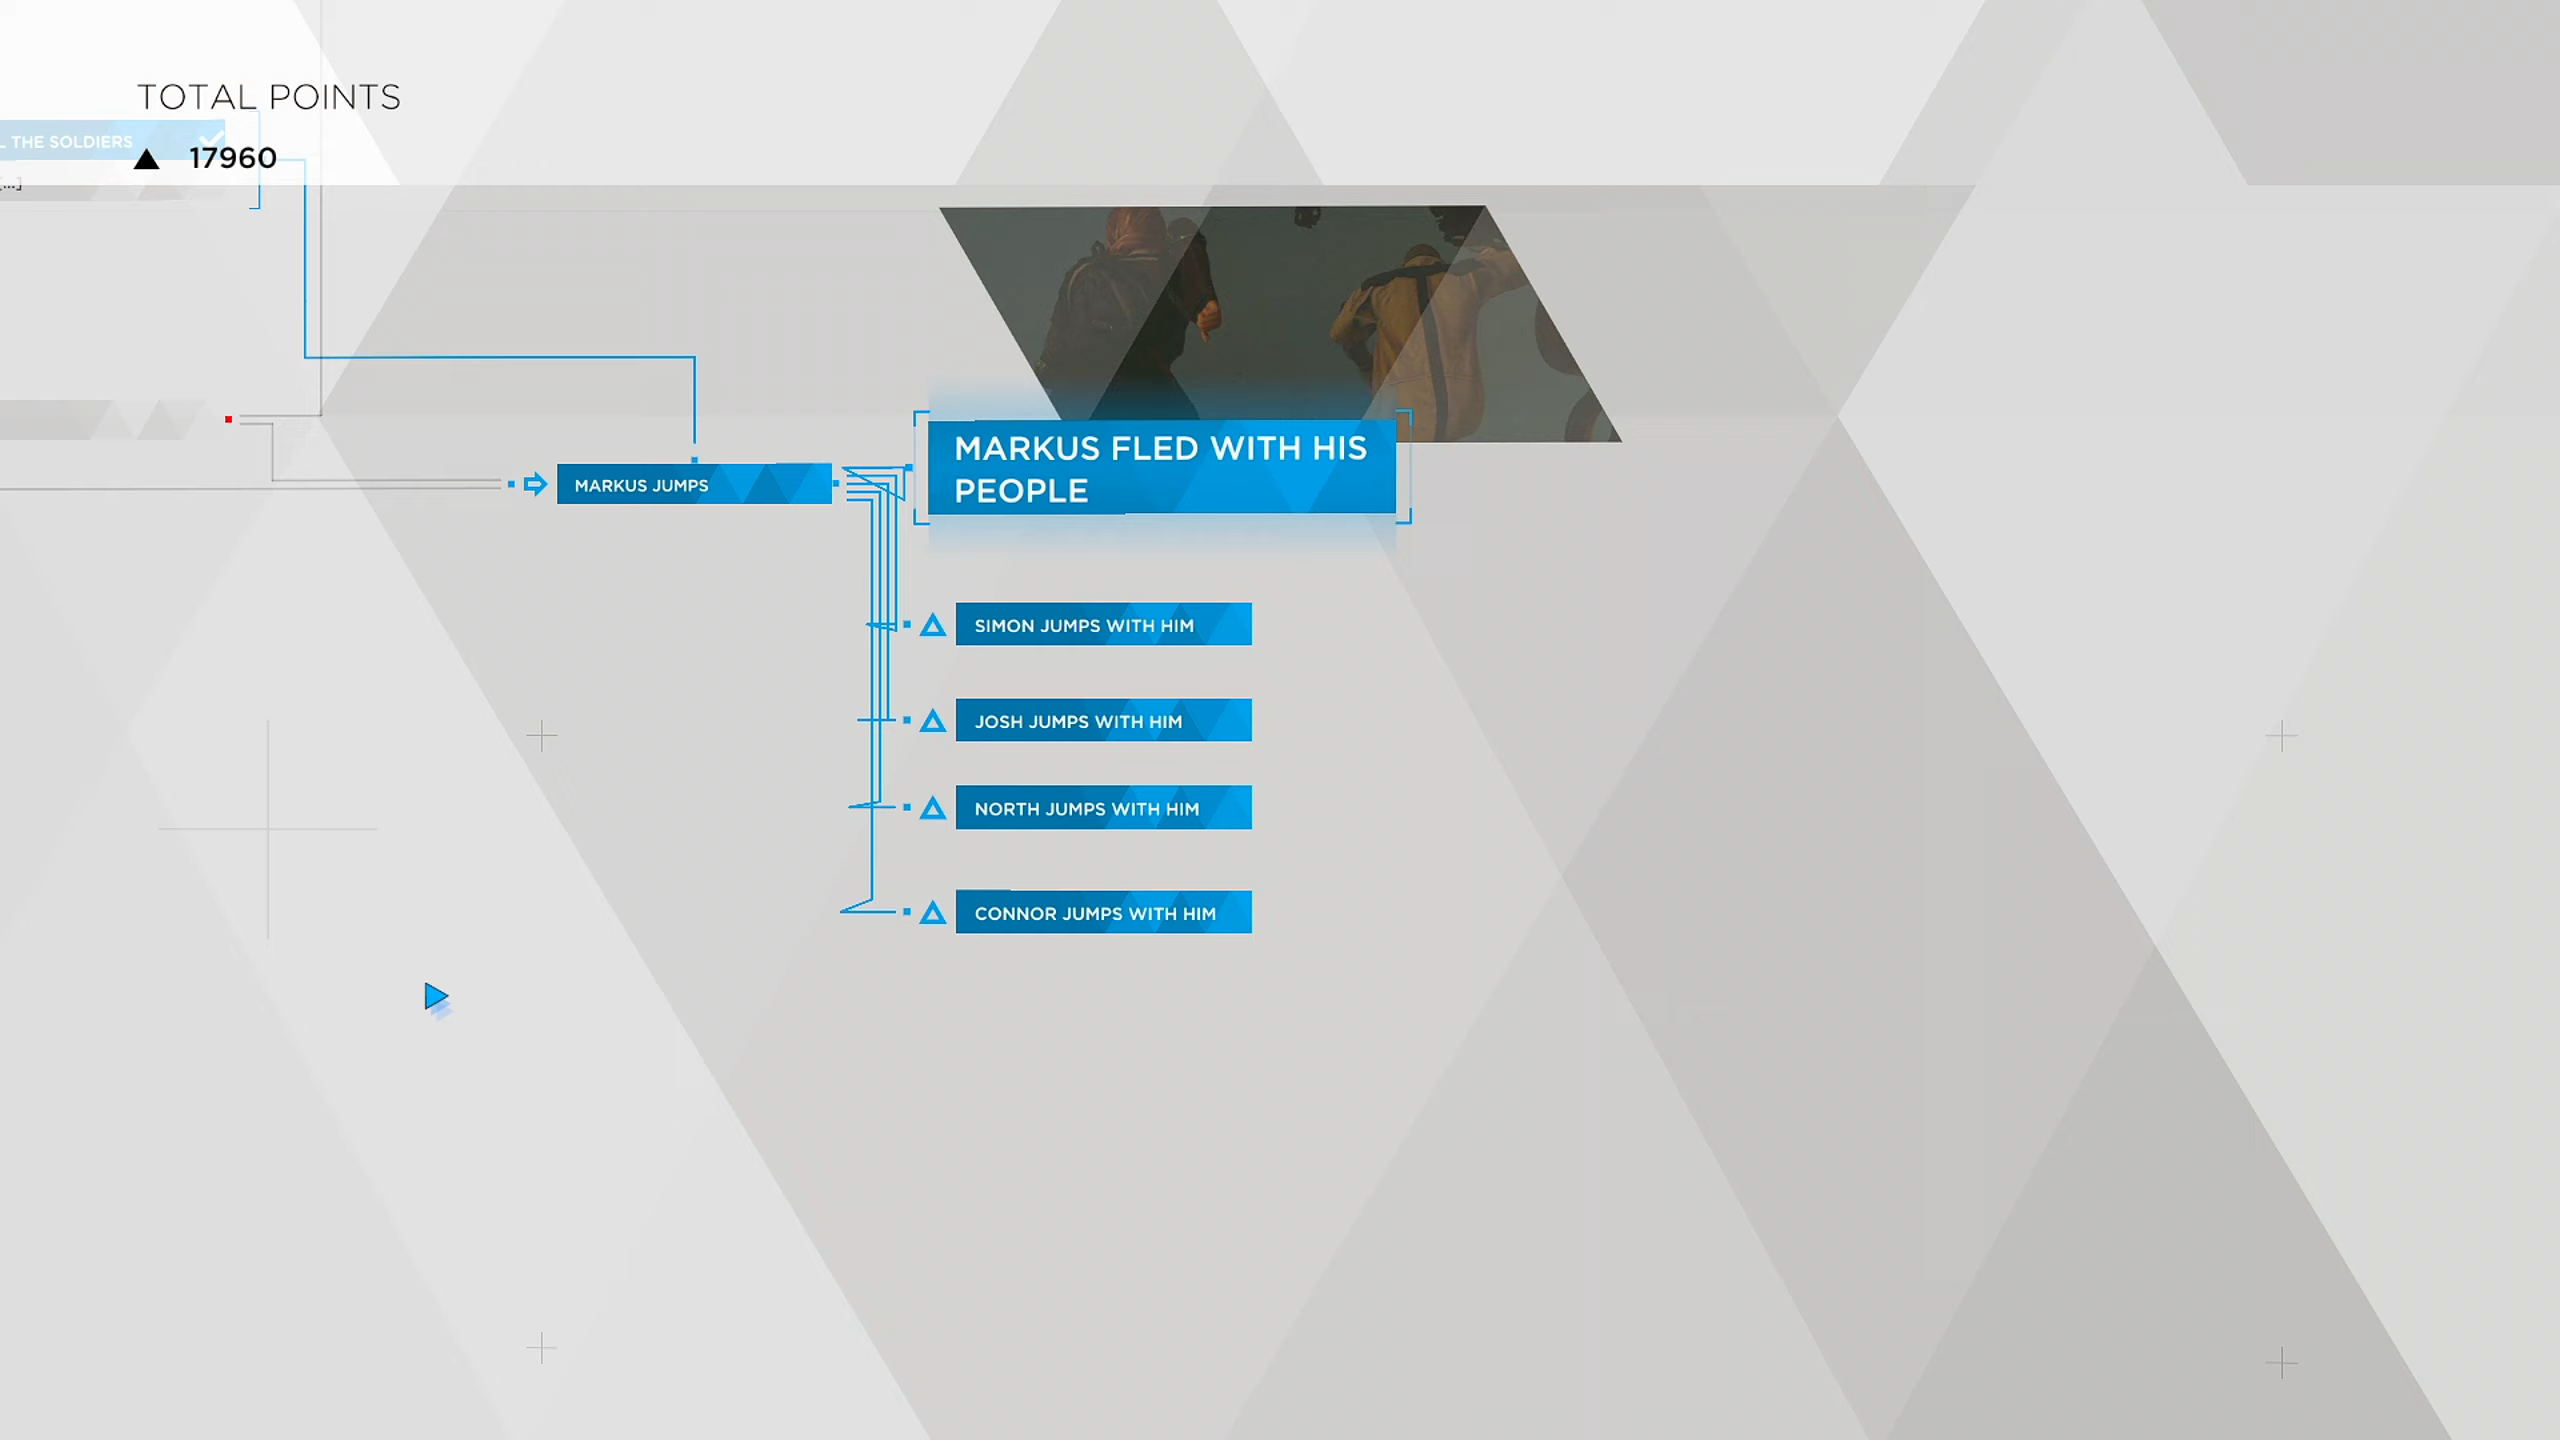 TOTAL POINTS
THE SOLDIERS
17960
[...]
MARKUS FLED WITH HIS
PEOPLE
MARKUS JUMPS
SIMON JUMPS WITH HIM
JOSH JUMPS WITH HIM
NORTH JUMPS WITH HIM
CONNOR JUMPS WITH HIM